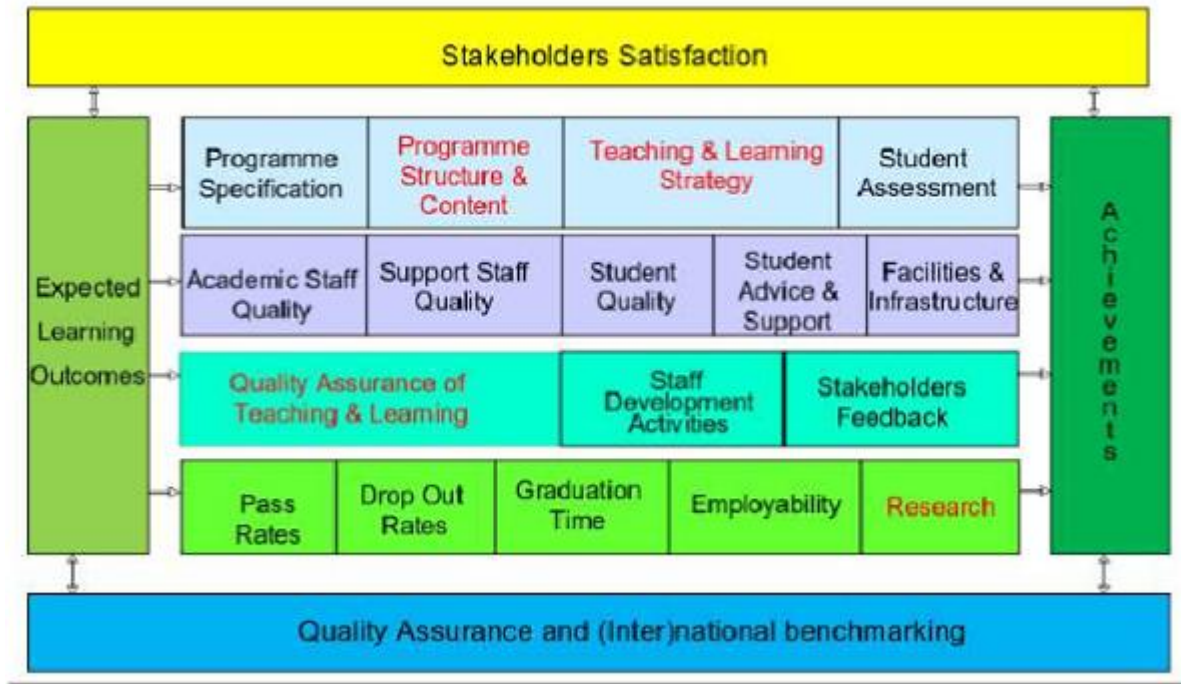 Stakeholders Satisfaction
Programme
Specification
Programme
Structure &
Content
Teaching & Learning
Strategy
Student
Assessment
Expected
Learning
Outcomes
Academic Staff
Quality
Support Staff
Quality
Student
Quality
Student
Advice &
Support
Facilities &
Infrastructure
Quality Assurance of
Teaching & Learning
Staff
Development
Activities
Stakeholders
Feedback
Pass
Rates
Drop Out
Rates
Graduation
Time
Employability
Research
Achievements
Quality Assurance and (Inter)national benchmarking